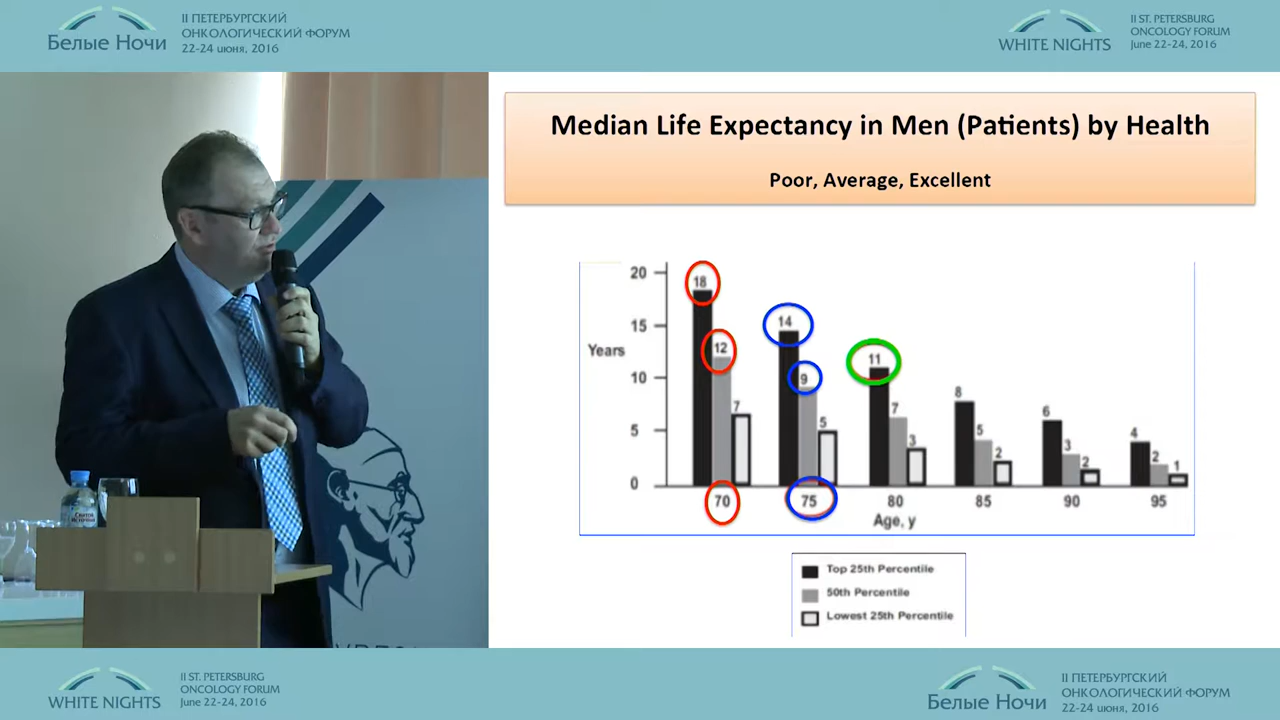 Белые Ночи
II ПЕТЕРБУРГСКИЙ
ОНКОЛОГИЧЕСКИЙ ФОРУМ
22-24 июня, 2016
WHITE NIGHTS
II ST. PETERSBURG
ONCOLOGY FORUM
June 22-24, 2016
Median Life Expectancy in Men (Patients) by Health
Poor, Average, Excellent
Years
20
15
10
5
0
18
12
7
14
9
5
11
7
3
8
5
2
6
3
2
4
2
1
70 75 80 85 90 95
Age, y
Top 25th Percentile
50th Percentile
Lowest 25th Percentile
WHITE NIGHTS
II ST. PETERSBURG
ONCOLOGY FORUM
June 22-24, 2016
Белые Ночи
II ПЕТЕРБУРГСКИЙ
ОНКОЛОГИЧЕСКИЙ ФОРУМ
22-24 июня, 2016